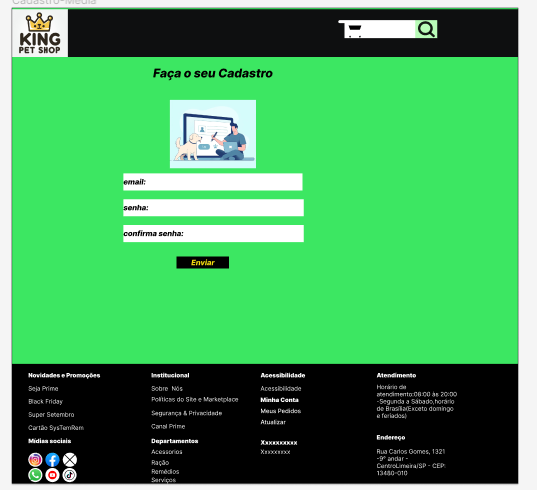 Cadastro-Média
KING
PET SHOP
Faça o seu Cadastro
email:
senha:
confirma senha:
Enviar
Novidades e Promoções
Seja Prime
Black Friday
Super Setembro
Cartão SysTemRem
Mídias sociais
Institucional
Sobre Nós
Políticas do Site e Marketplace
Segurança & Privacidade
Canal Prime
Departamentos
Acessorios
Ração
Remédios
Serviços
Acessibilidade
Acessibilidade
Minha Conta
Meus Pedidos
Atualizar
Xxxxxxxxxx
Xxxxxxxxx
Atendimento
Horário de
atendimento:08:00 às 20:00
-Segunda a Sábado,horário
de Brasília(Exceto domingo
e feriados)
Endereço
Rua Carlos Gomes, 1321
-9° andar -
CentroLimeira/SP - CEP:
13480-010